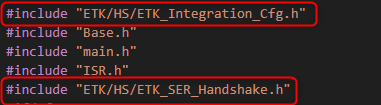 #include "ETK/HS/ETK_Integration_Cfg.h"
#include "Base.h"
#include "main.h"
#include "ISR.h"
#include "ETK/HS/ETK_SER_Handshake.h"